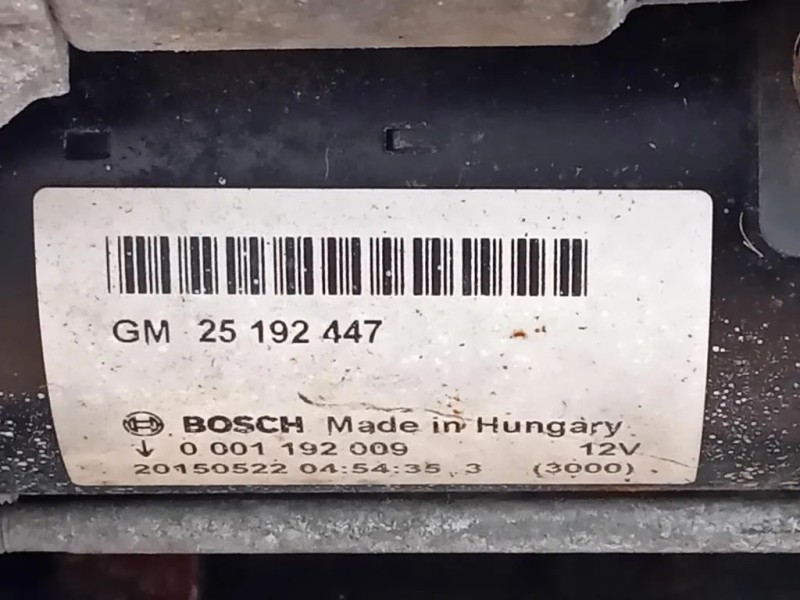 GM 25 192 447
BOSCH Made in Hungary
↓ 0 001 192 009 12V
20150522 04:54:35 3 (3000)